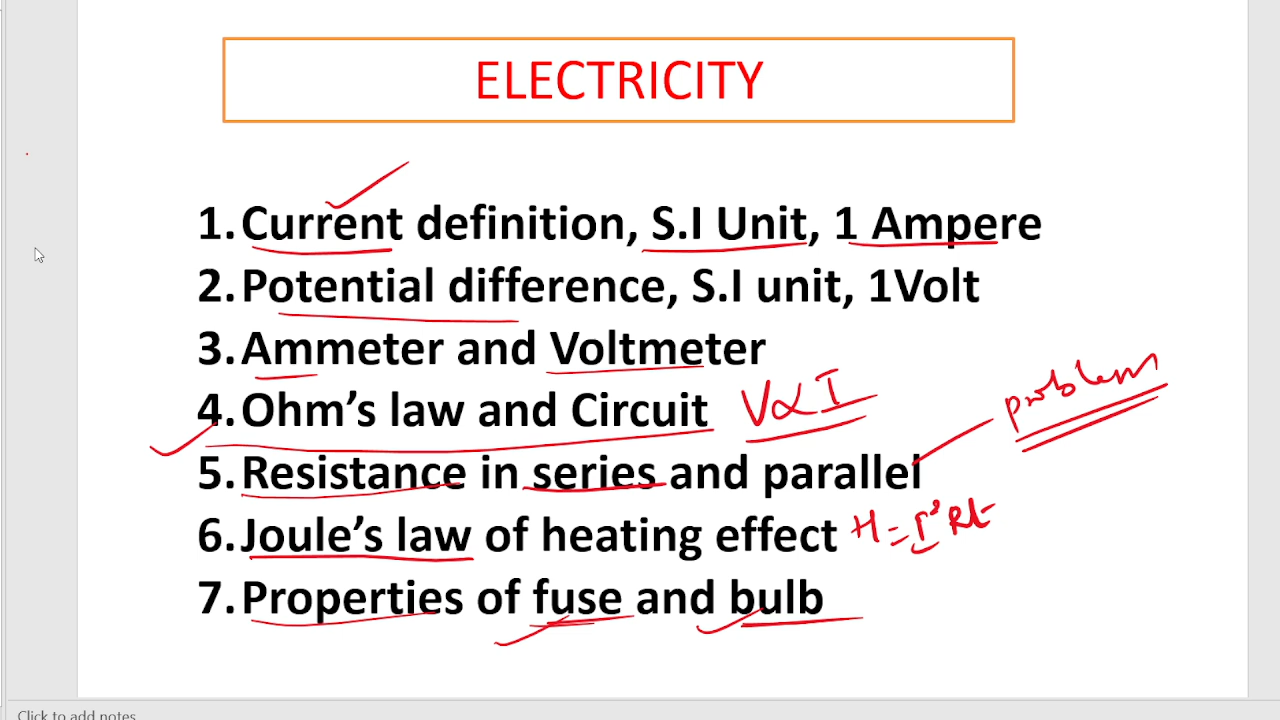 ELECTRICITY
1. Current definition, S.I Unit, 1 Ampere
2. Potential difference, S.I unit, 1Volt
3. Ammeter and Voltmeter
4. Ohm's law and Circuit V∝I
5. Resistance in series and parallel problem
6. Joule's law of heating effect H=I²Rt
7. Properties of fuse and bulb
Click to add notes